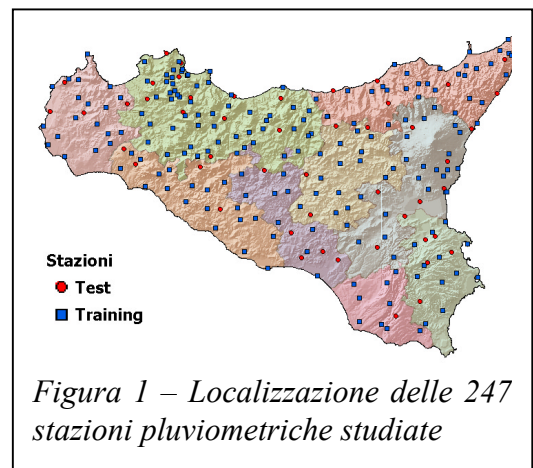 Stazioni
Test
Training
Figura 1 – Localizzazione delle 247
stazioni pluviometriche studiate